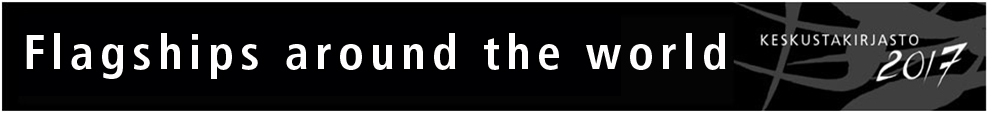 Flagships around the world
KESKUSTAKIRJASTO
2017